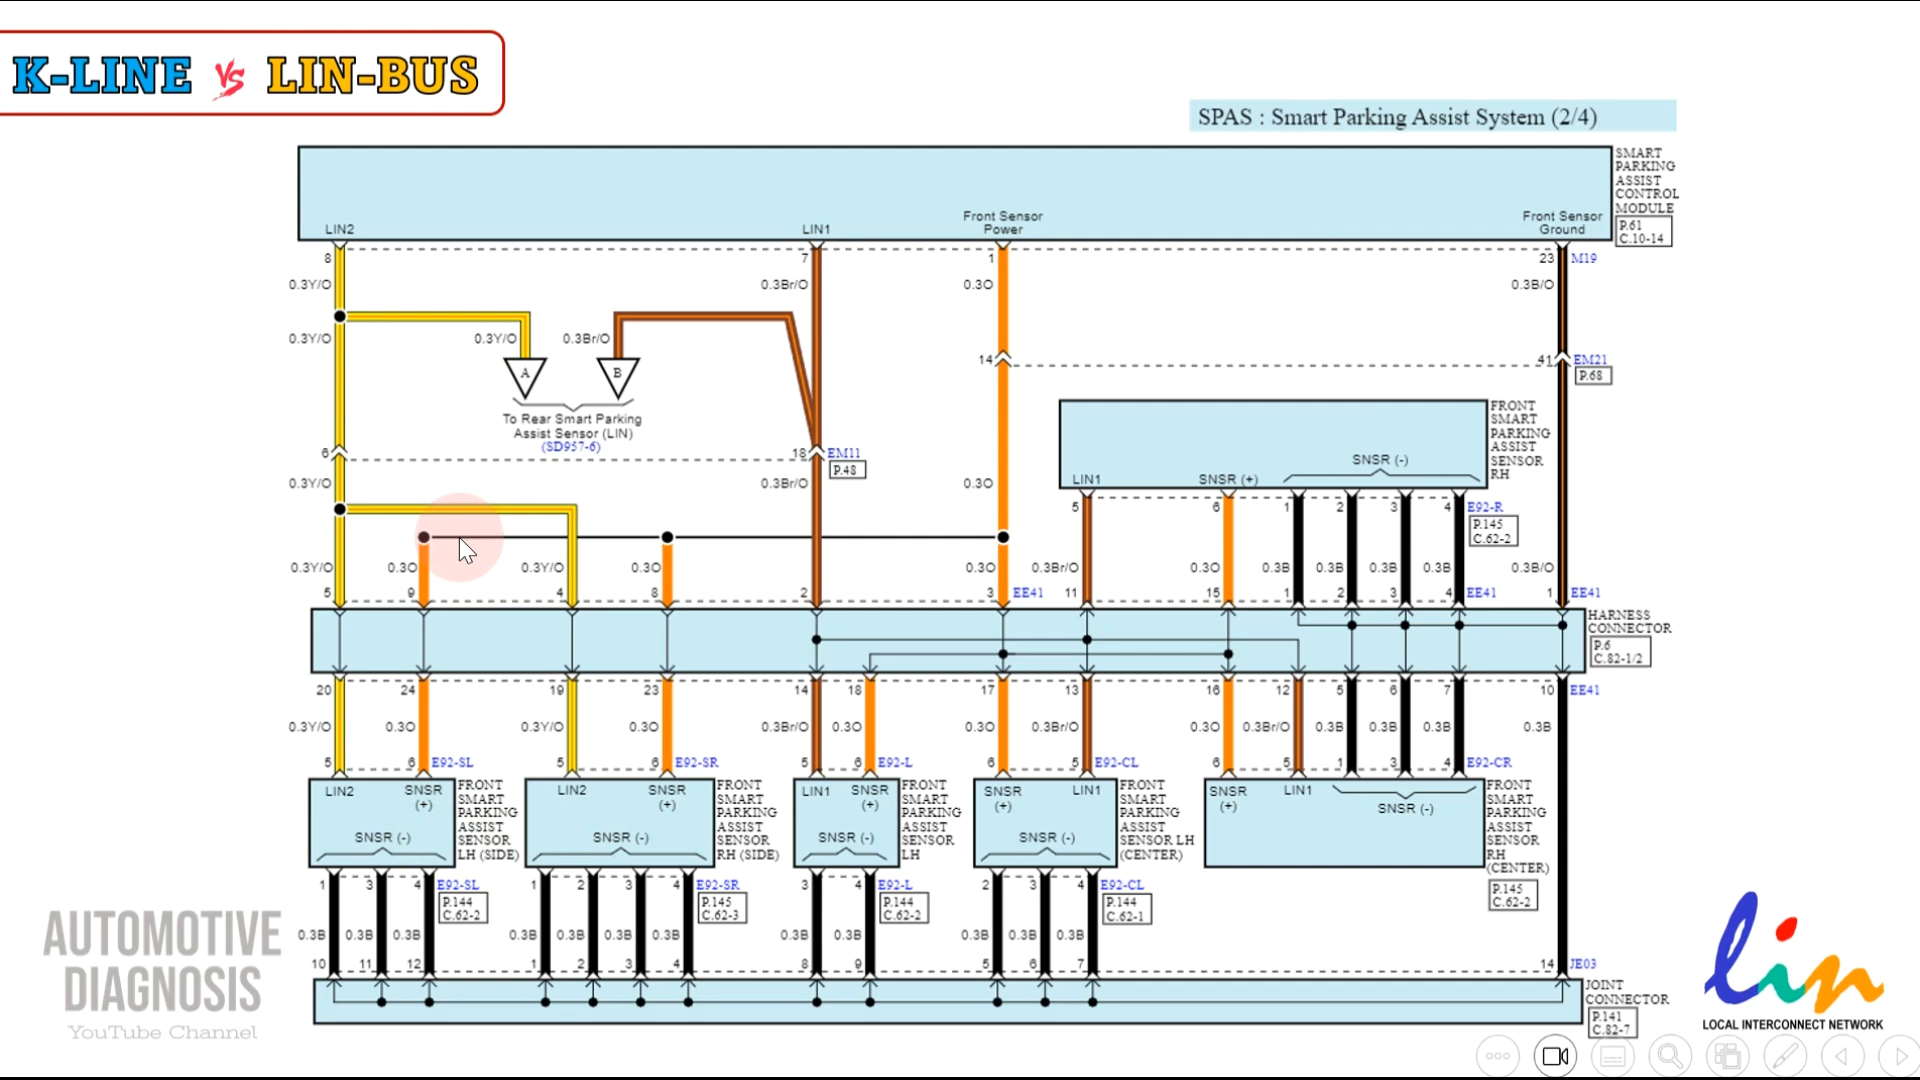 K-LINE VS LIN-BUS
SPAS : Smart Parking Assist System (2/4)
SMART
PARKING
ASSIST
CONTROL
MODULE
P.61
C.10-14
LIN2
LIN1
Front Sensor
Power
Front Sensor
Ground
8
7
1
23
M19
0.3Y/O
0.3Br/O
0.3O
0.3B/O
0.3Y/O
0.3Y/O
0.3Br/O
A
B
To Rear Smart Parking
Assist Sensor (LIN)
(SD957-6)
14
41
EM21
P.68
6
18
EM11
P.48
FRONT
SMART
PARKING
ASSIST
SENSOR
RH
SNSR (-)
LIN1
SNSR (+)
0.3Y/O
0.3Br/O
0.3O
5
6
1
2
3
4
E92-R
P.145
C.62-2
0.3Y/O
0.3O
0.3Y/O
0.3O
0.3O
0.3Br/O
0.3O
0.3B
0.3B
0.3B
0.3B
0.3B/O
5
9
4
8
2
3
EE41
11
15
1
2
3
4
EE41
1
EE41
HARNESS
CONNECTOR
P.6
C.82-1/2
20
24
19
23
14
18
17
13
16
12
5
6
7
10
EE41
0.3Y/O
0.3O
0.3Y/O
0.3O
0.3Br/O
0.3O
0.3O
0.3Br/O
0.3O
0.3Br/O
0.3B
0.3B
0.3B
0.3B
5
6
E92-SL
5
6
E92-SR
5
6
E92-L
6
5
E92-CL
6
5
1
3
4
E92-CR
LIN2
SNSR
(+)
SNSR (-)
FRONT
SMART
PARKING
ASSIST
SENSOR
LH (SIDE)
LIN2
SNSR
(+)
SNSR (-)
FRONT
SMART
PARKING
ASSIST
SENSOR
RH (SIDE)
LIN1
SNSR
(+)
SNSR (-)
FRONT
SMART
PARKING
ASSIST
SENSOR
LH
SNSR
(+)
LIN1
SNSR (-)
FRONT
SMART
PARKING
ASSIST
SENSOR LH
(CENTER)
SNSR
(+)
LIN1
SNSR (-)
FRONT
SMART
PARKING
ASSIST
SENSOR
RH
(CENTER)
P.145
C.62-2
1
3
4
E92-SL
P.144
C.62-2
1
2
3
4
E92-SR
P.145
C.62-3
3
4
E92-L
P.144
C.62-2
2
3
4
E92-CL
P.144
C.62-1
0.3B
0.3B
0.3B
0.3B
0.3B
0.3B
0.3B
0.3B
0.3B
0.3B
0.3B
0.3B
10
11
12
1
2
3
4
8
9
5
6
7
14
JE03
JOINT
CONNECTOR
P.141
C.82-7
AUTOMOTIVE
DIAGNOSIS
YouTube Channel
lin
LOCAL INTERCONNECT NETWORK